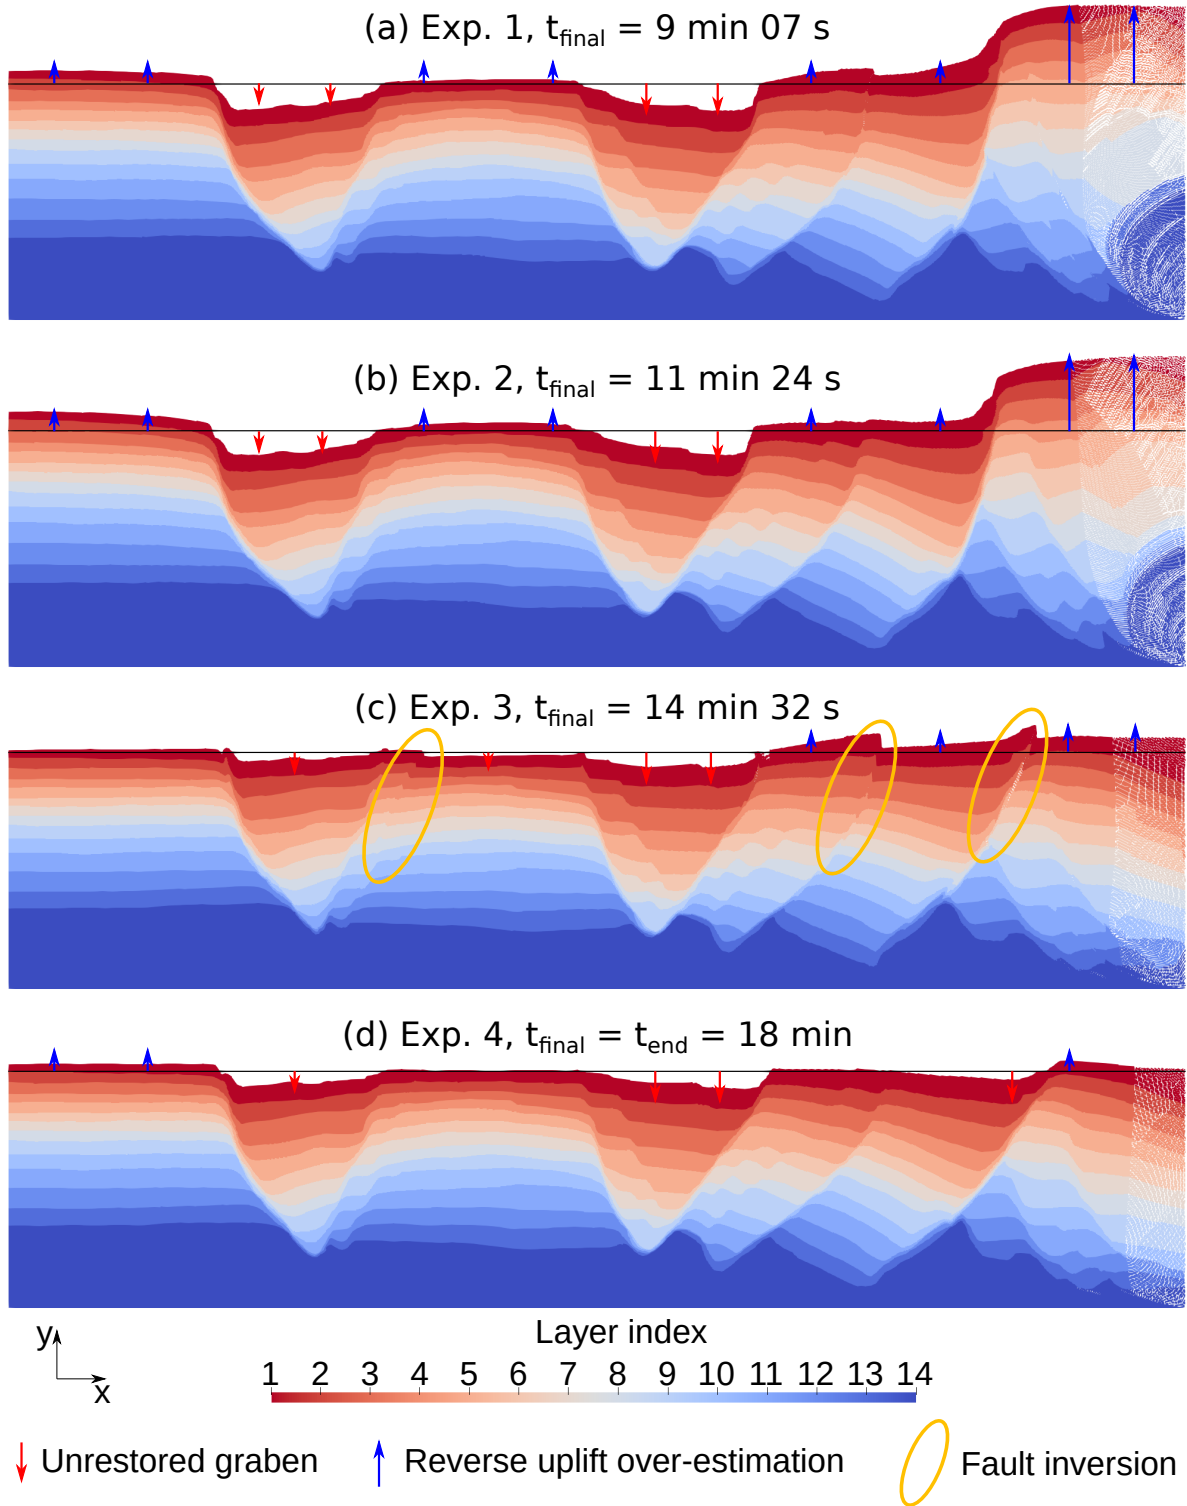 (a) Exp. 1, t_final = 9 min 07 s
(b) Exp. 2, t_final = 11 min 24 s
(c) Exp. 3, t_final = 14 min 32 s
(d) Exp. 4, t_final = t_end = 18 min
y
x
Layer index
1 2 3 4 5 6 7 8 9 10 11 12 13 14
Unrestored graben
Reverse uplift over-estimation
Fault inversion